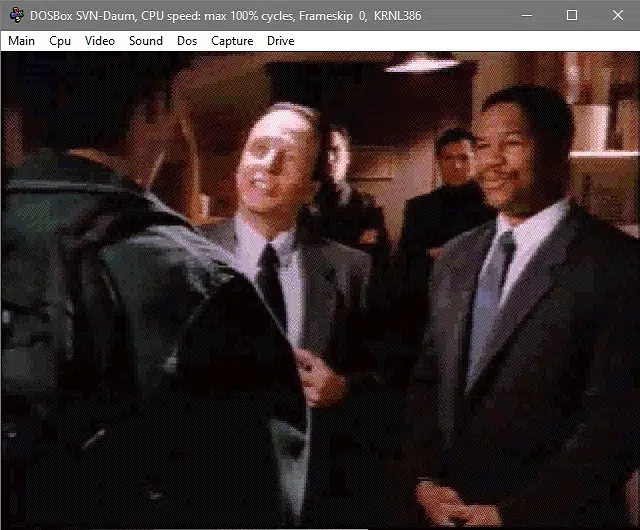 DOSBox SVN-Daum, CPU speed: max 100% cycles, Frameskip 0, KRNL386
Main Cpu Video Sound Dos Capture Drive